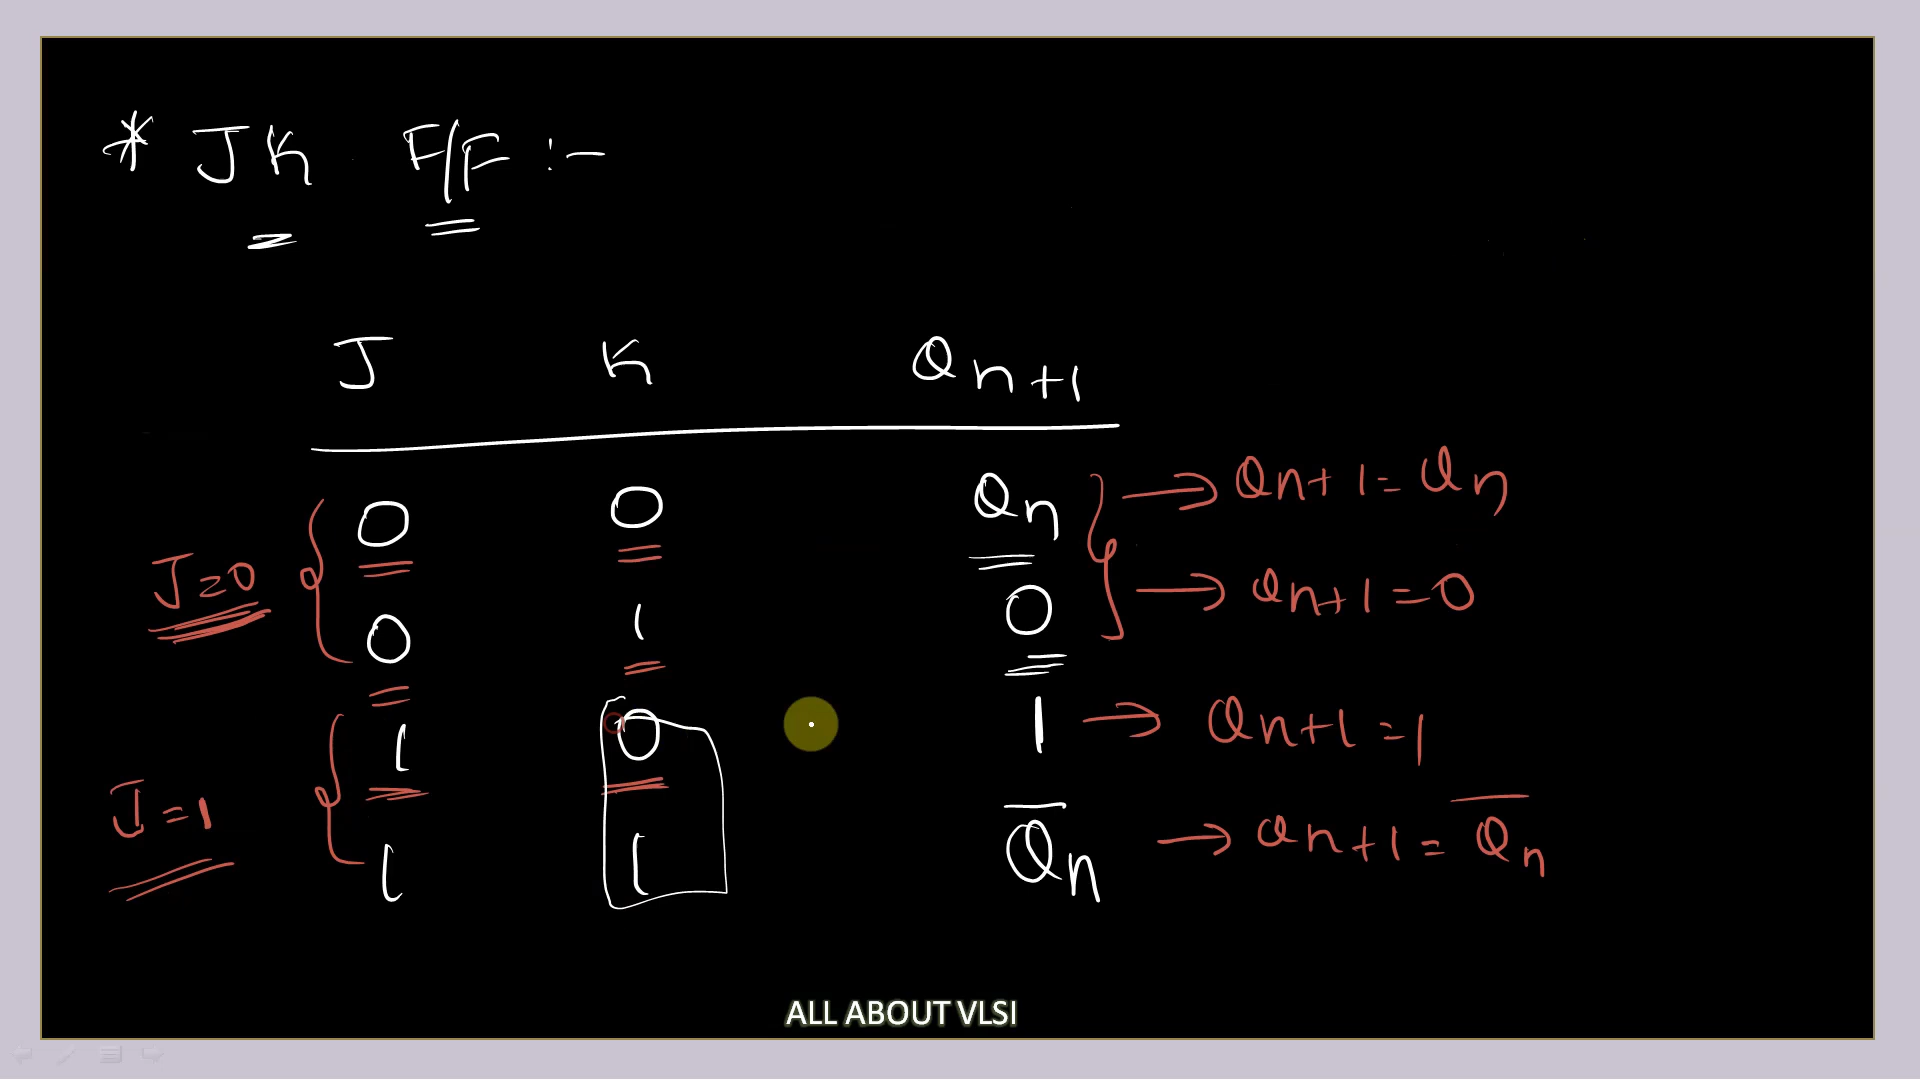 * JK F/F :-
J K Qn+1
0 0 Qn → Qn+1 = Qn
J=0
0 1 0 → Qn+1 = 0
1 0 1 → Qn+1 = 1
J=1
1 1 Q̅n → Qn+1 = Q̅n
ALL ABOUT VLSI